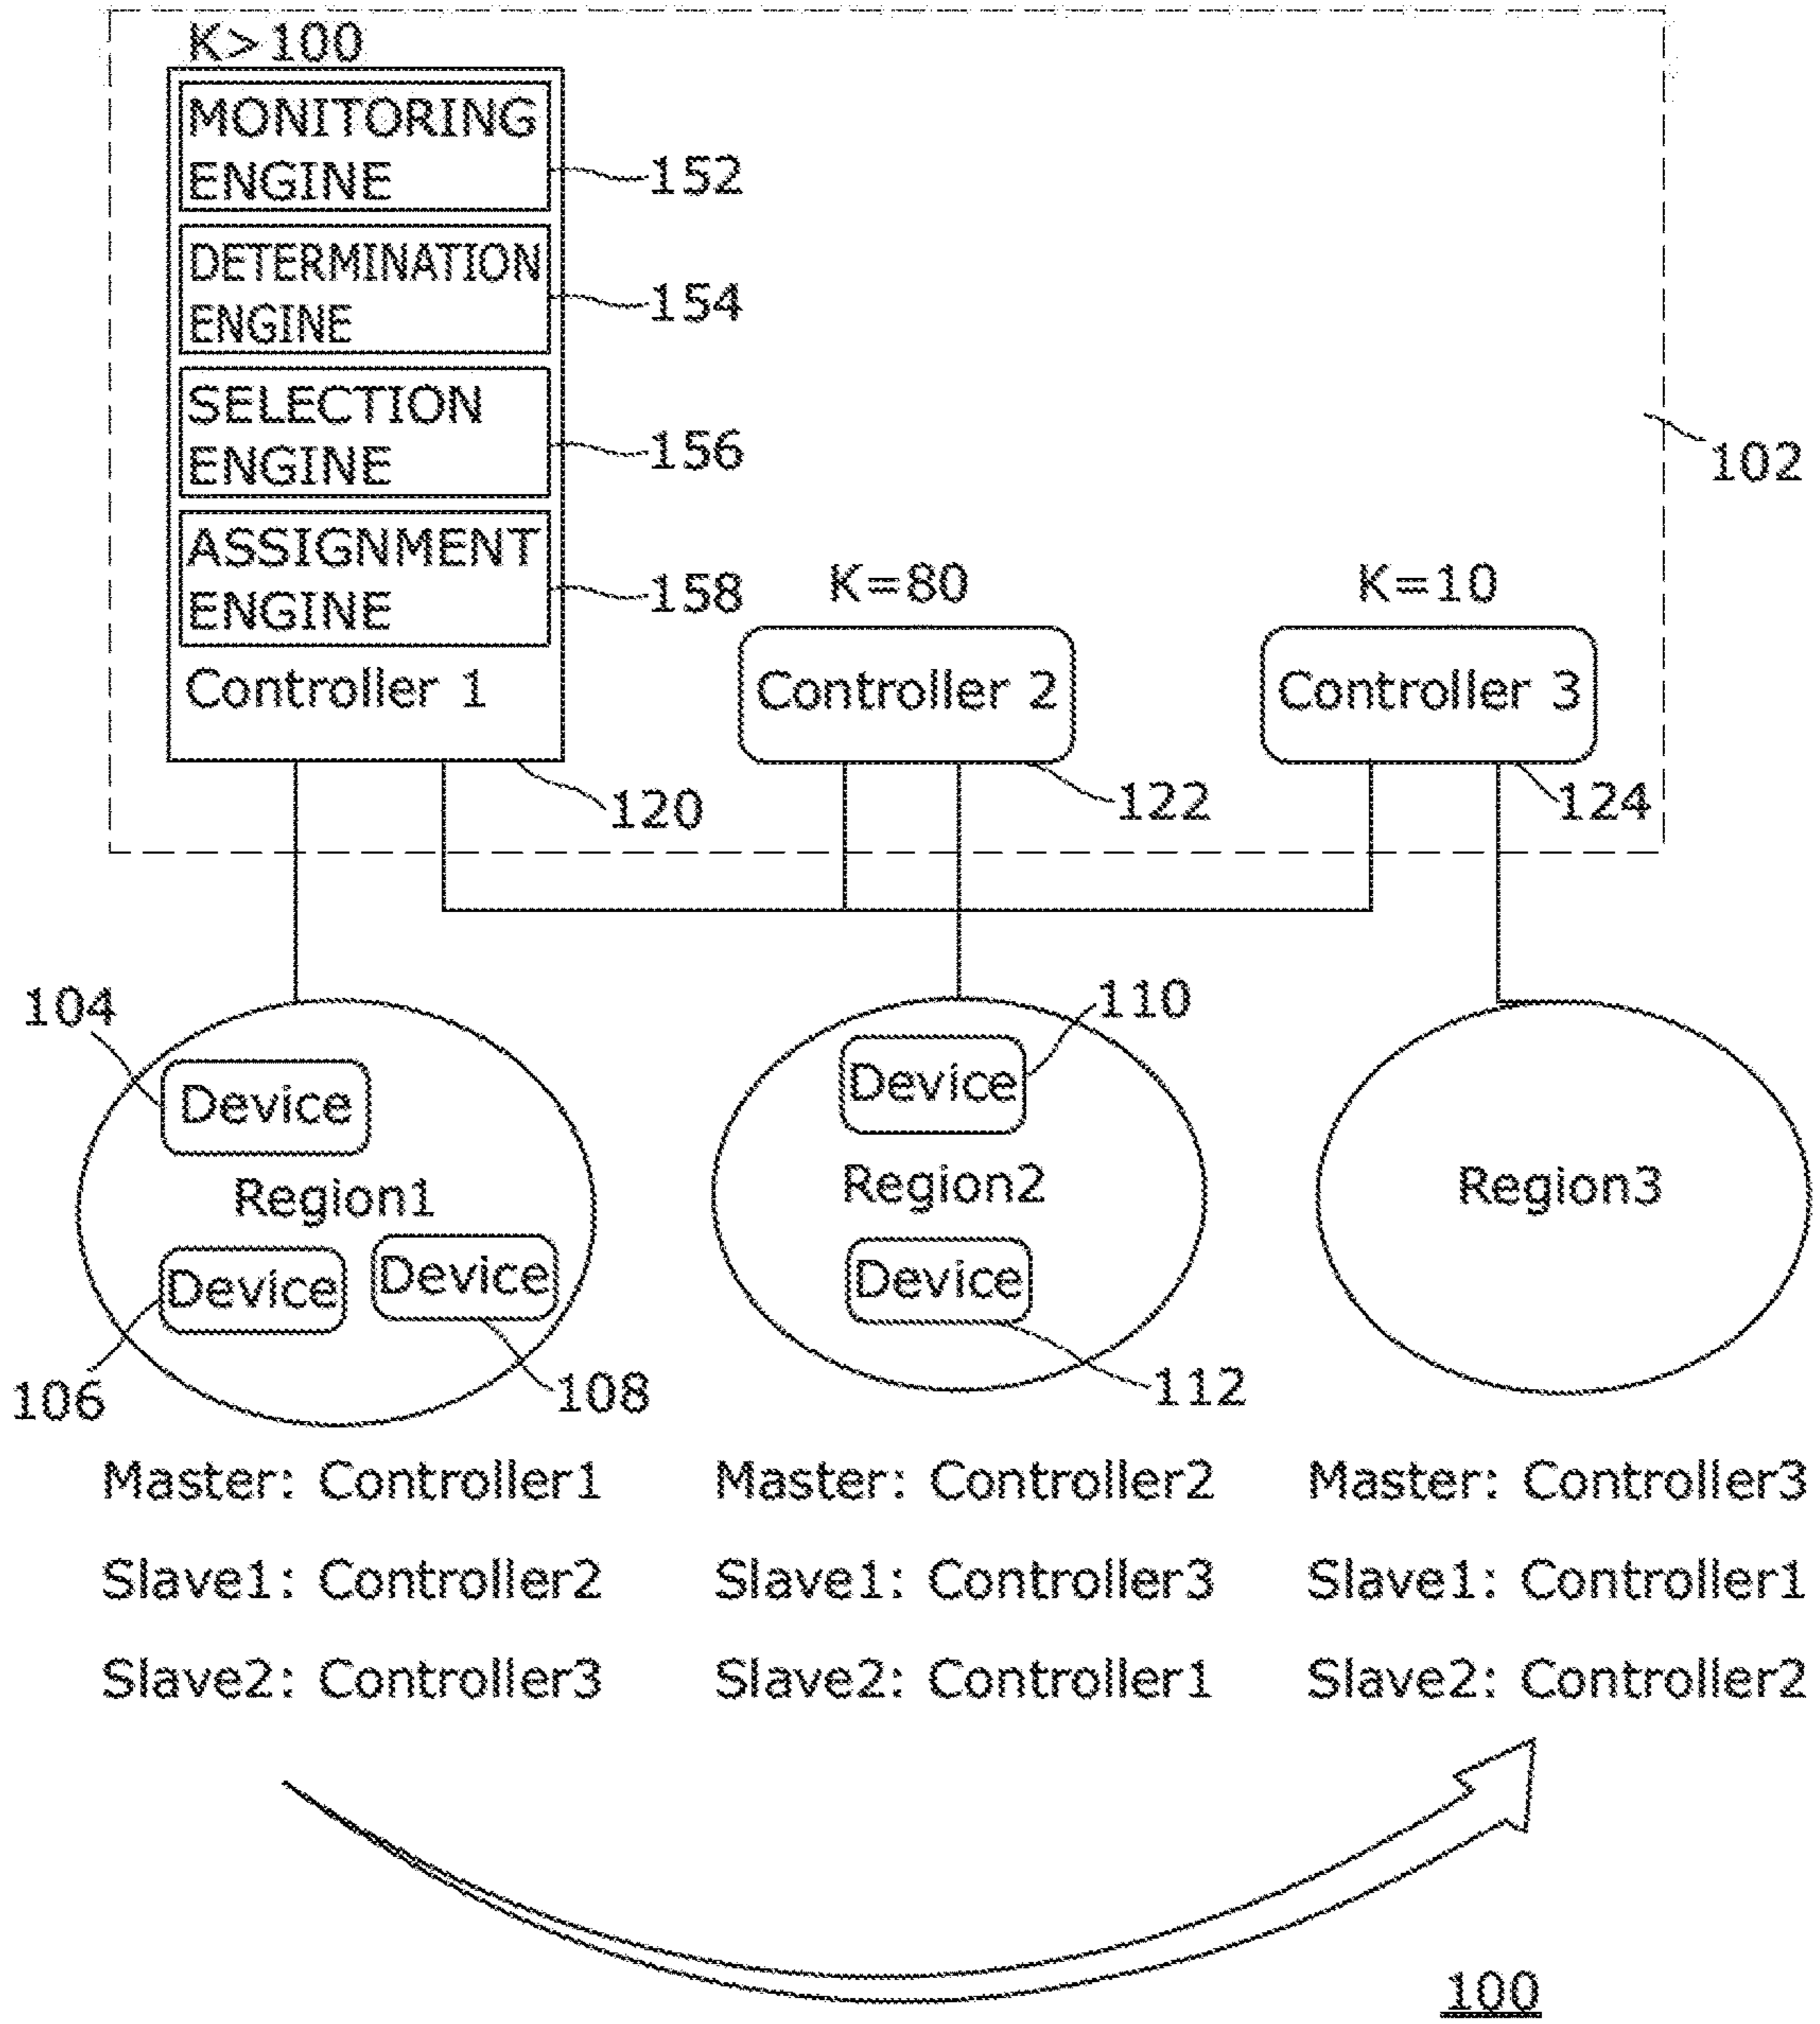 K>100
MONITORING
ENGINE
152
DETERMINATION
ENGINE
154
SELECTION
ENGINE
156
102
ASSIGNMENT
ENGINE
158
K=80
K=10
Controller 1
Controller 2
Controller 3
120
122
124
104
110
Device
Device
Region1
Region2
Region3
Device
Device
Device
106
108
112
Master: Controller1
Slave1: Controller2
Slave2: Controller3
Master: Controller2
Slave1: Controller3
Slave2: Controller1
Master: Controller3
Slave1: Controller1
Slave2: Controller2
100